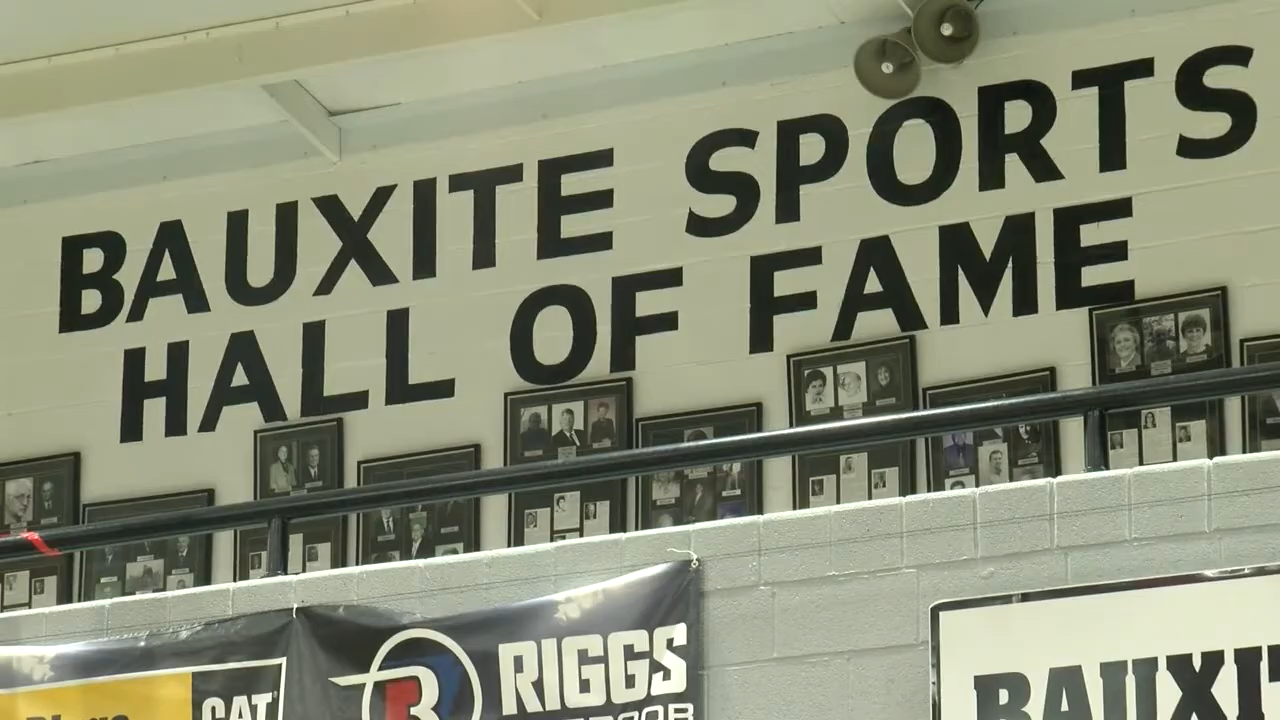 BAUXITE SPORTS
HALL OF FAME
RIGGS
CAT
BAUXIT